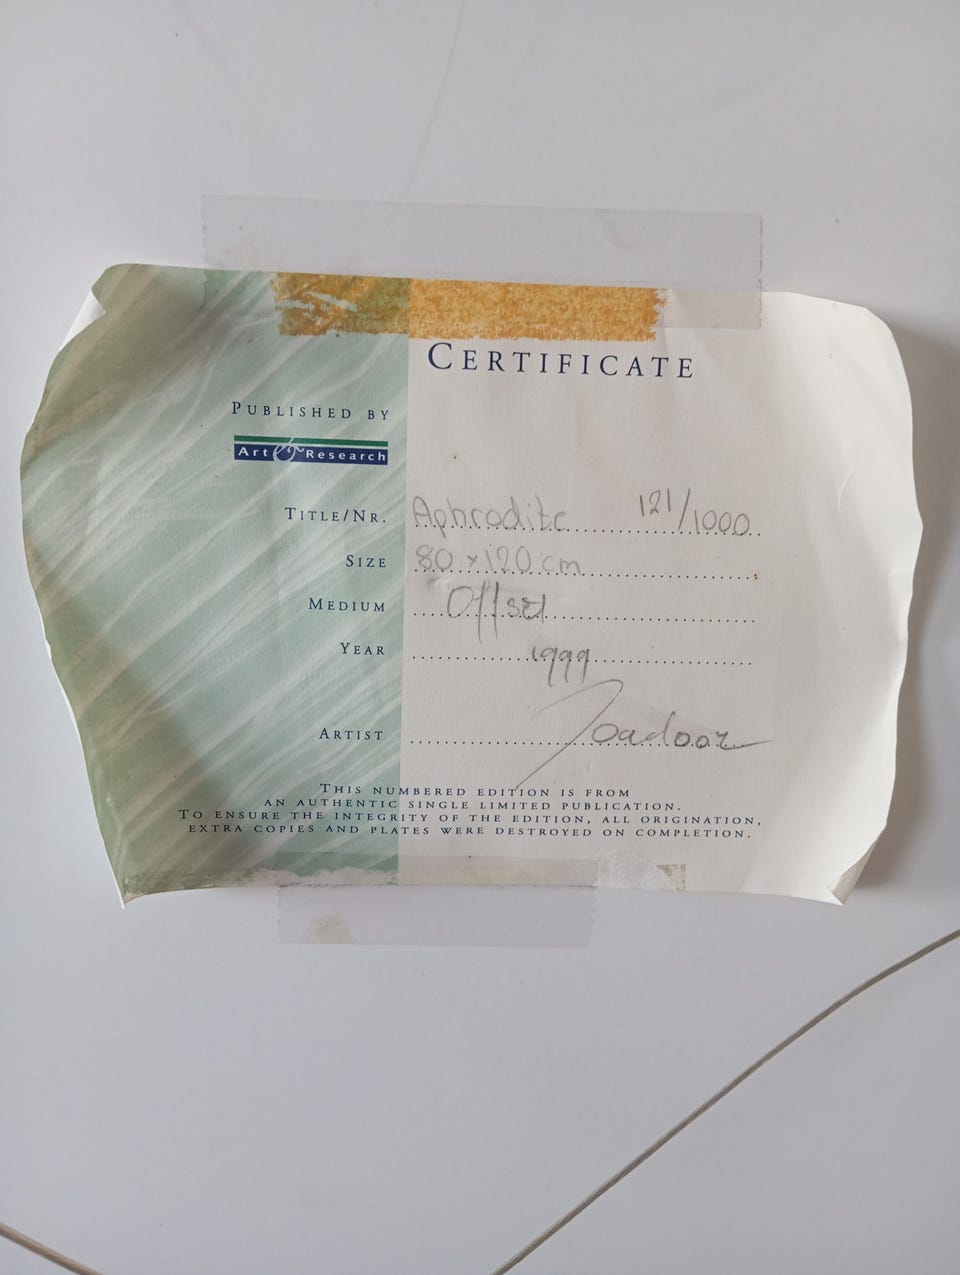 CERTIFICATE
PUBLISHED BY
Art & Research
TITLE/NR. Aphrodite 121/1000
SIZE 80 x 120 cm
MEDIUM Offset
YEAR 1999
ARTIST Joadoor
THIS NUMBERED EDITION IS FROM
AN AUTHENTIC SINGLE LIMITED PUBLICATION.
TO ENSURE THE INTEGRITY OF THE EDITION, ALL ORIGINATION,
EXTRA COPIES AND PLATES WERE DESTROYED ON COMPLETION.